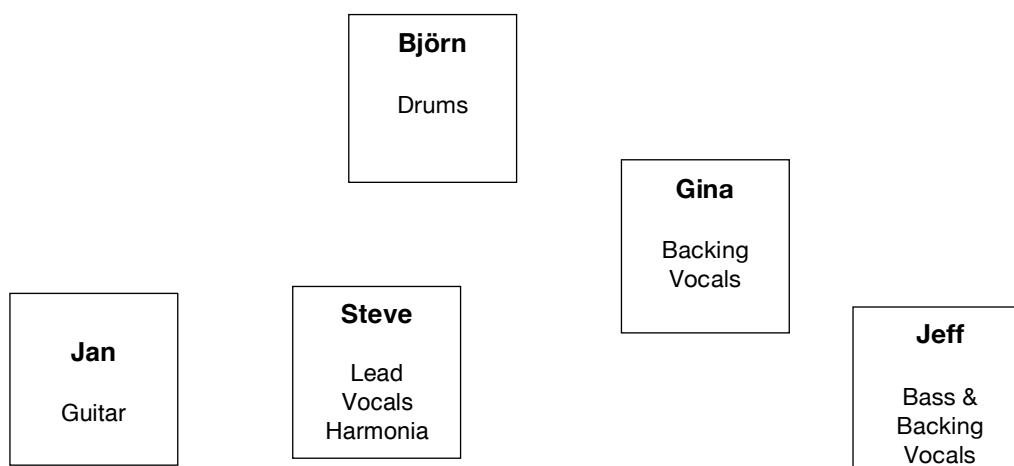 Björn
Drums
Gina
Backing
Vocals
Jan
Guitar
Steve
Lead
Vocals
Harmonia
Jeff
Bass &
Backing
Vocals